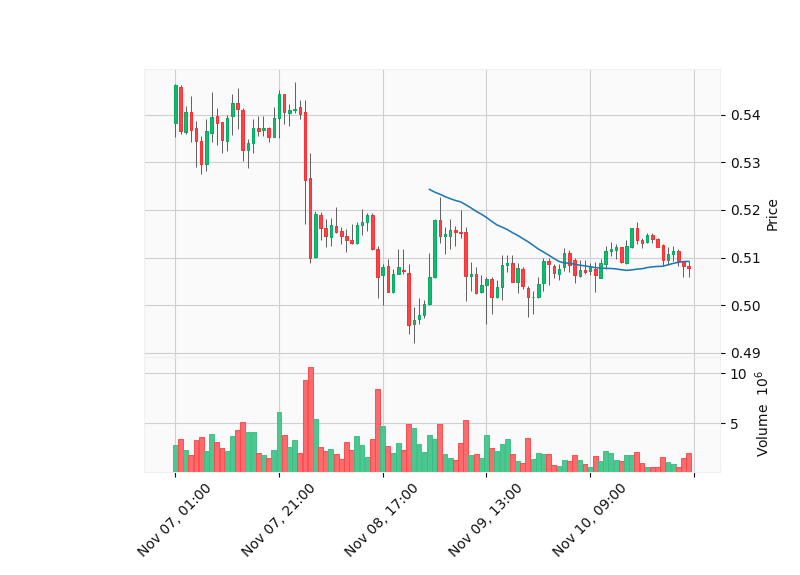 0.54
0.53
0.52
0.51
0.50
0.49
Price
10
5
Volume 10^6
Nov 07, 01:00
Nov 07, 21:00
Nov 08, 17:00
Nov 09, 13:00
Nov 10, 09:00